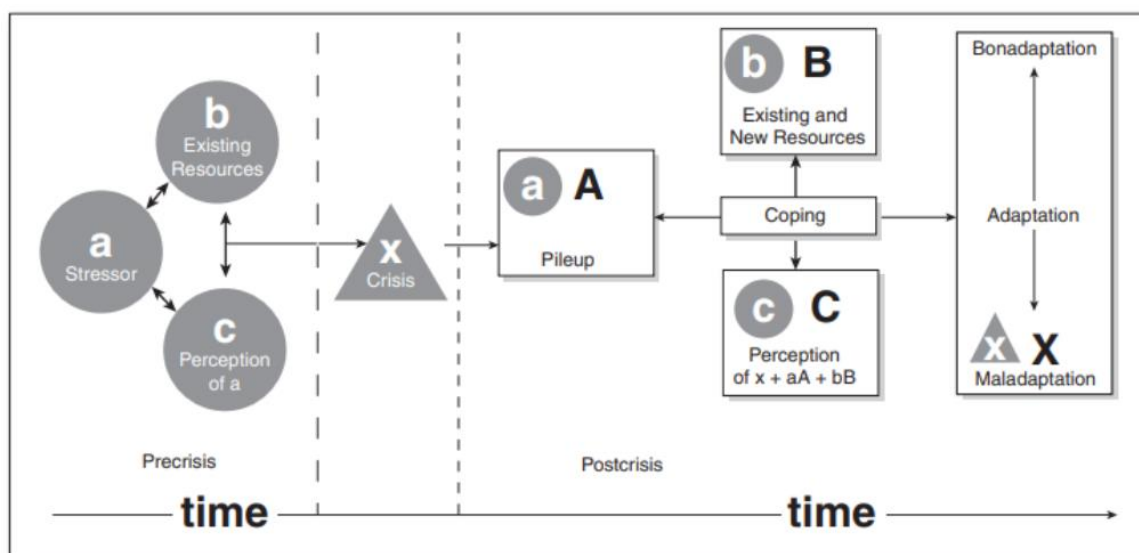 b
Existing
Resources
a
Stressor
c
Perception
of a
x
Crisis
a A
Pileup
b B
Existing and
New Resources
Coping
c C
Perception
of x + aA + bB
Bonadaptation
Adaptation
x X
Maladaptation
Precrisis
Postcrisis
time
time